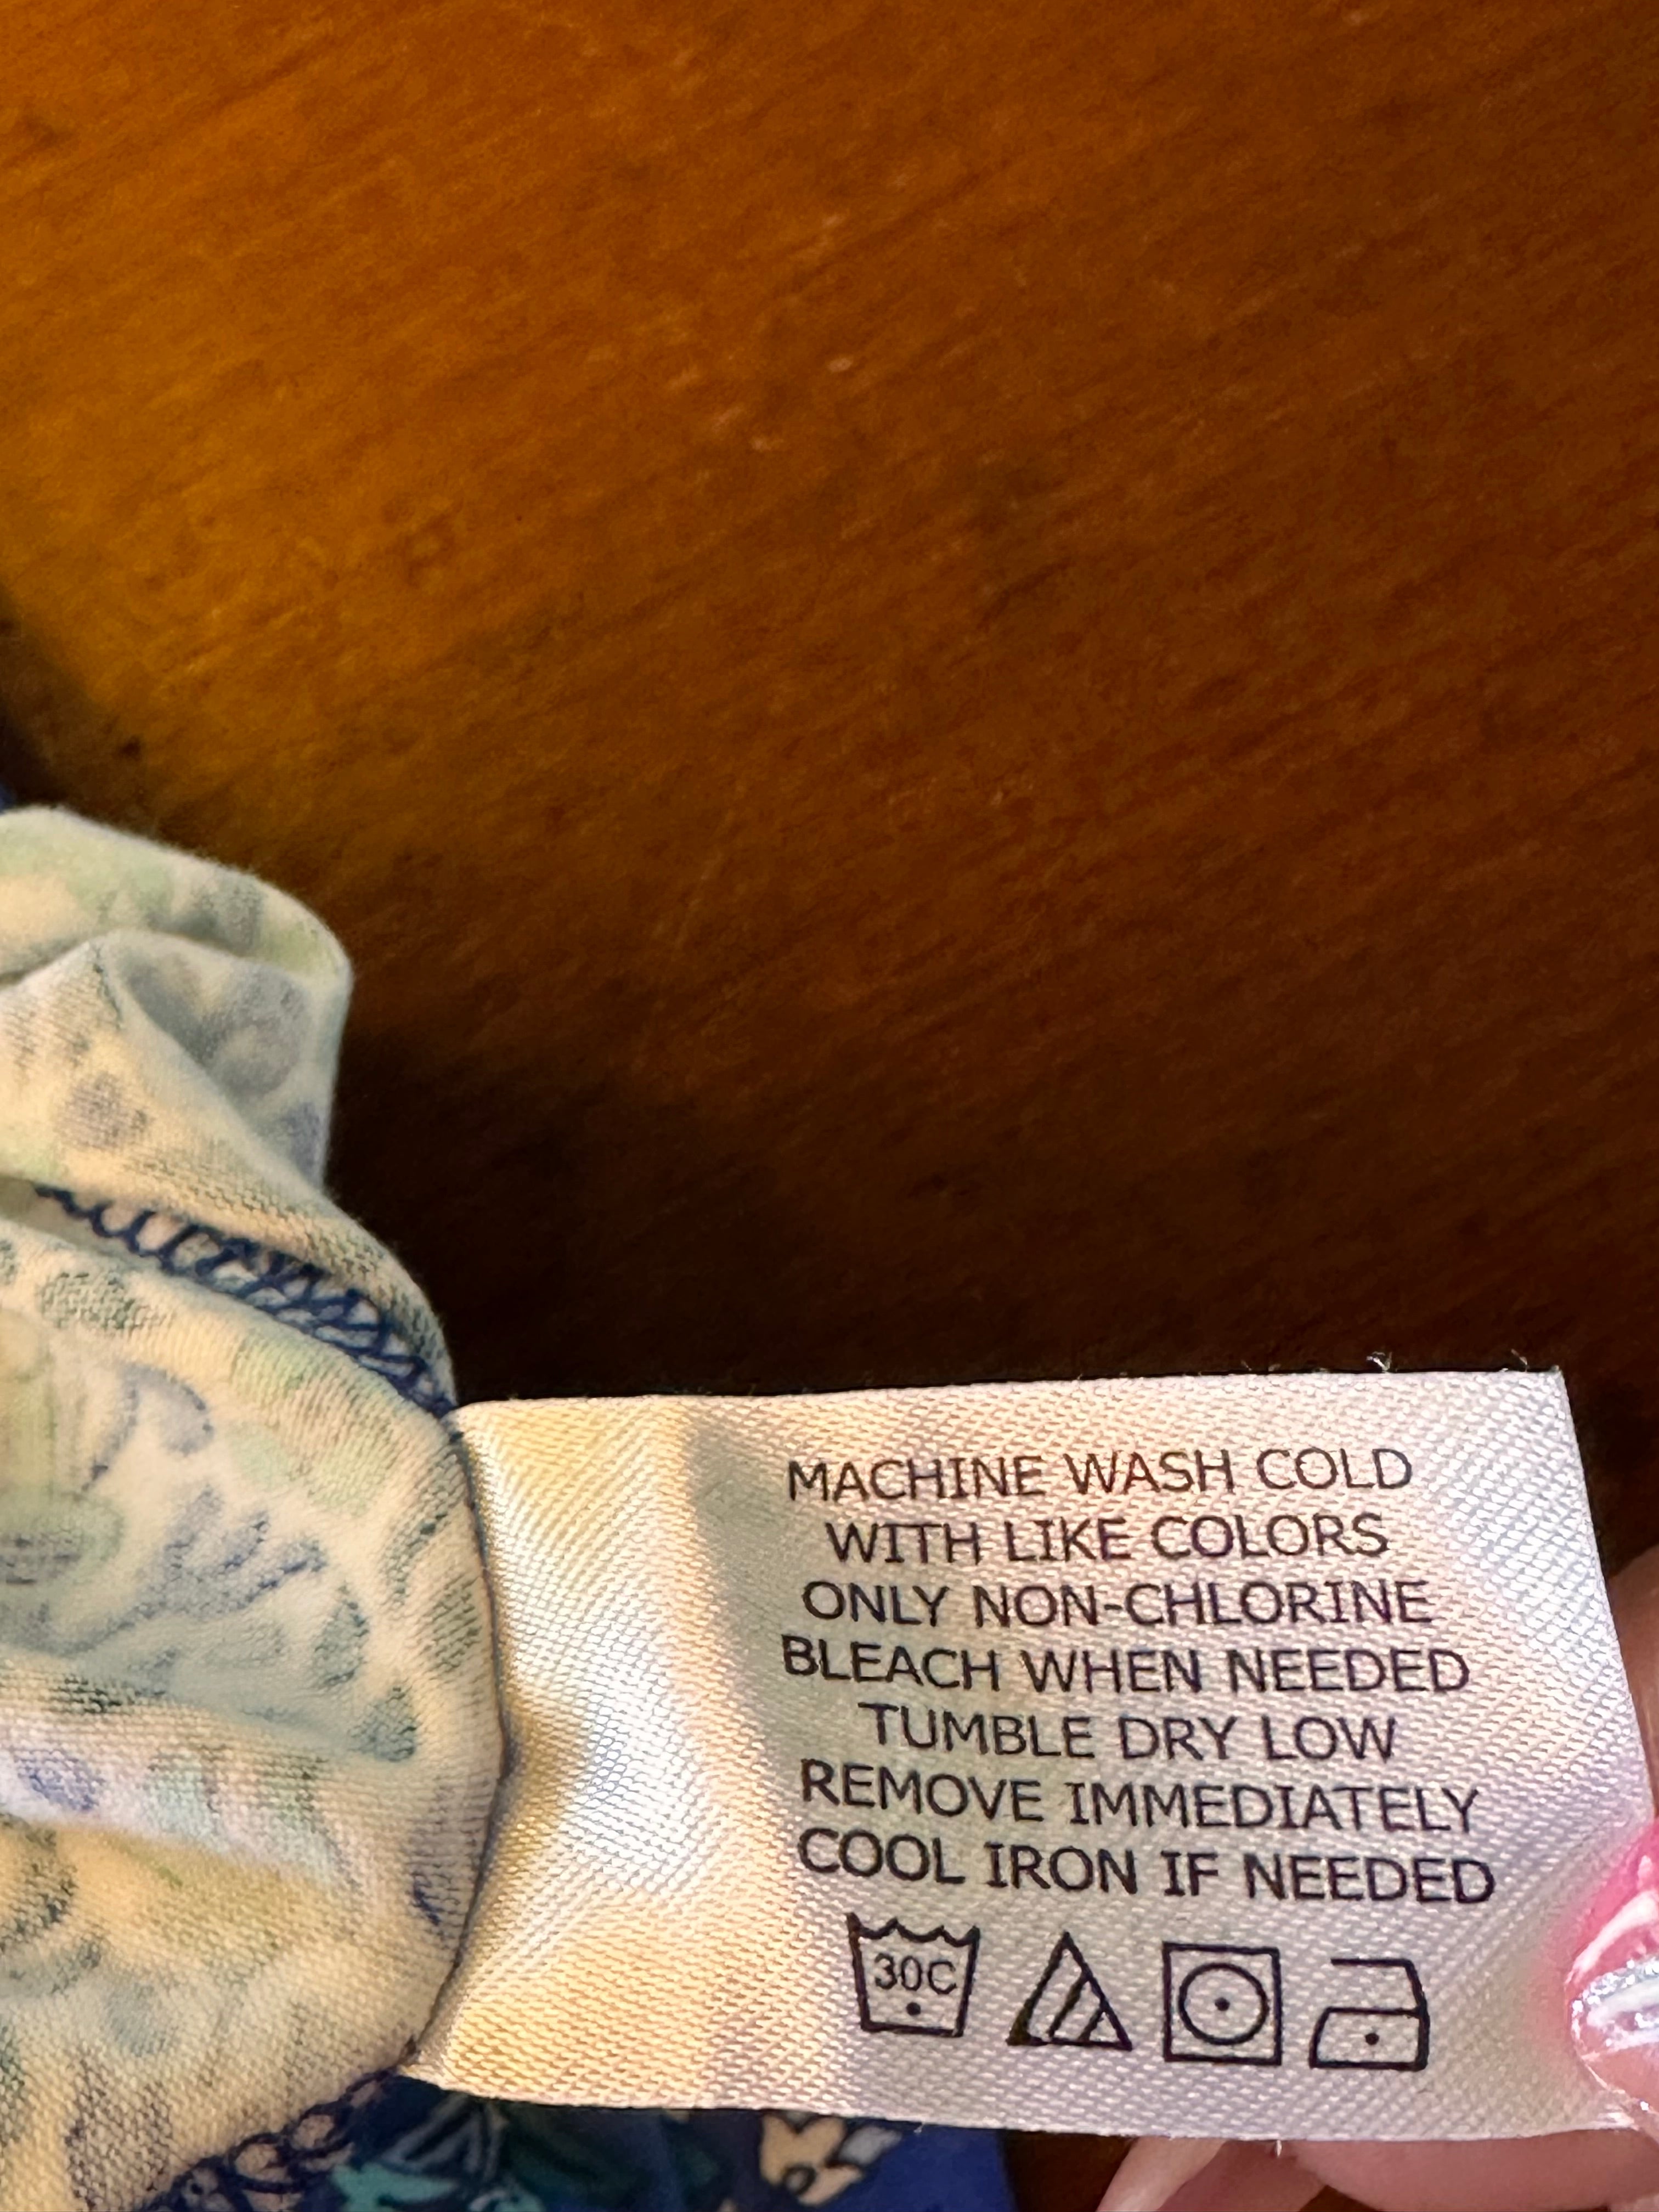 MACHINE WASH COLD
WITH LIKE COLORS
ONLY NON-CHLORINE
BLEACH WHEN NEEDED
TUMBLE DRY LOW
REMOVE IMMEDIATELY
COOL IRON IF NEEDED
30C